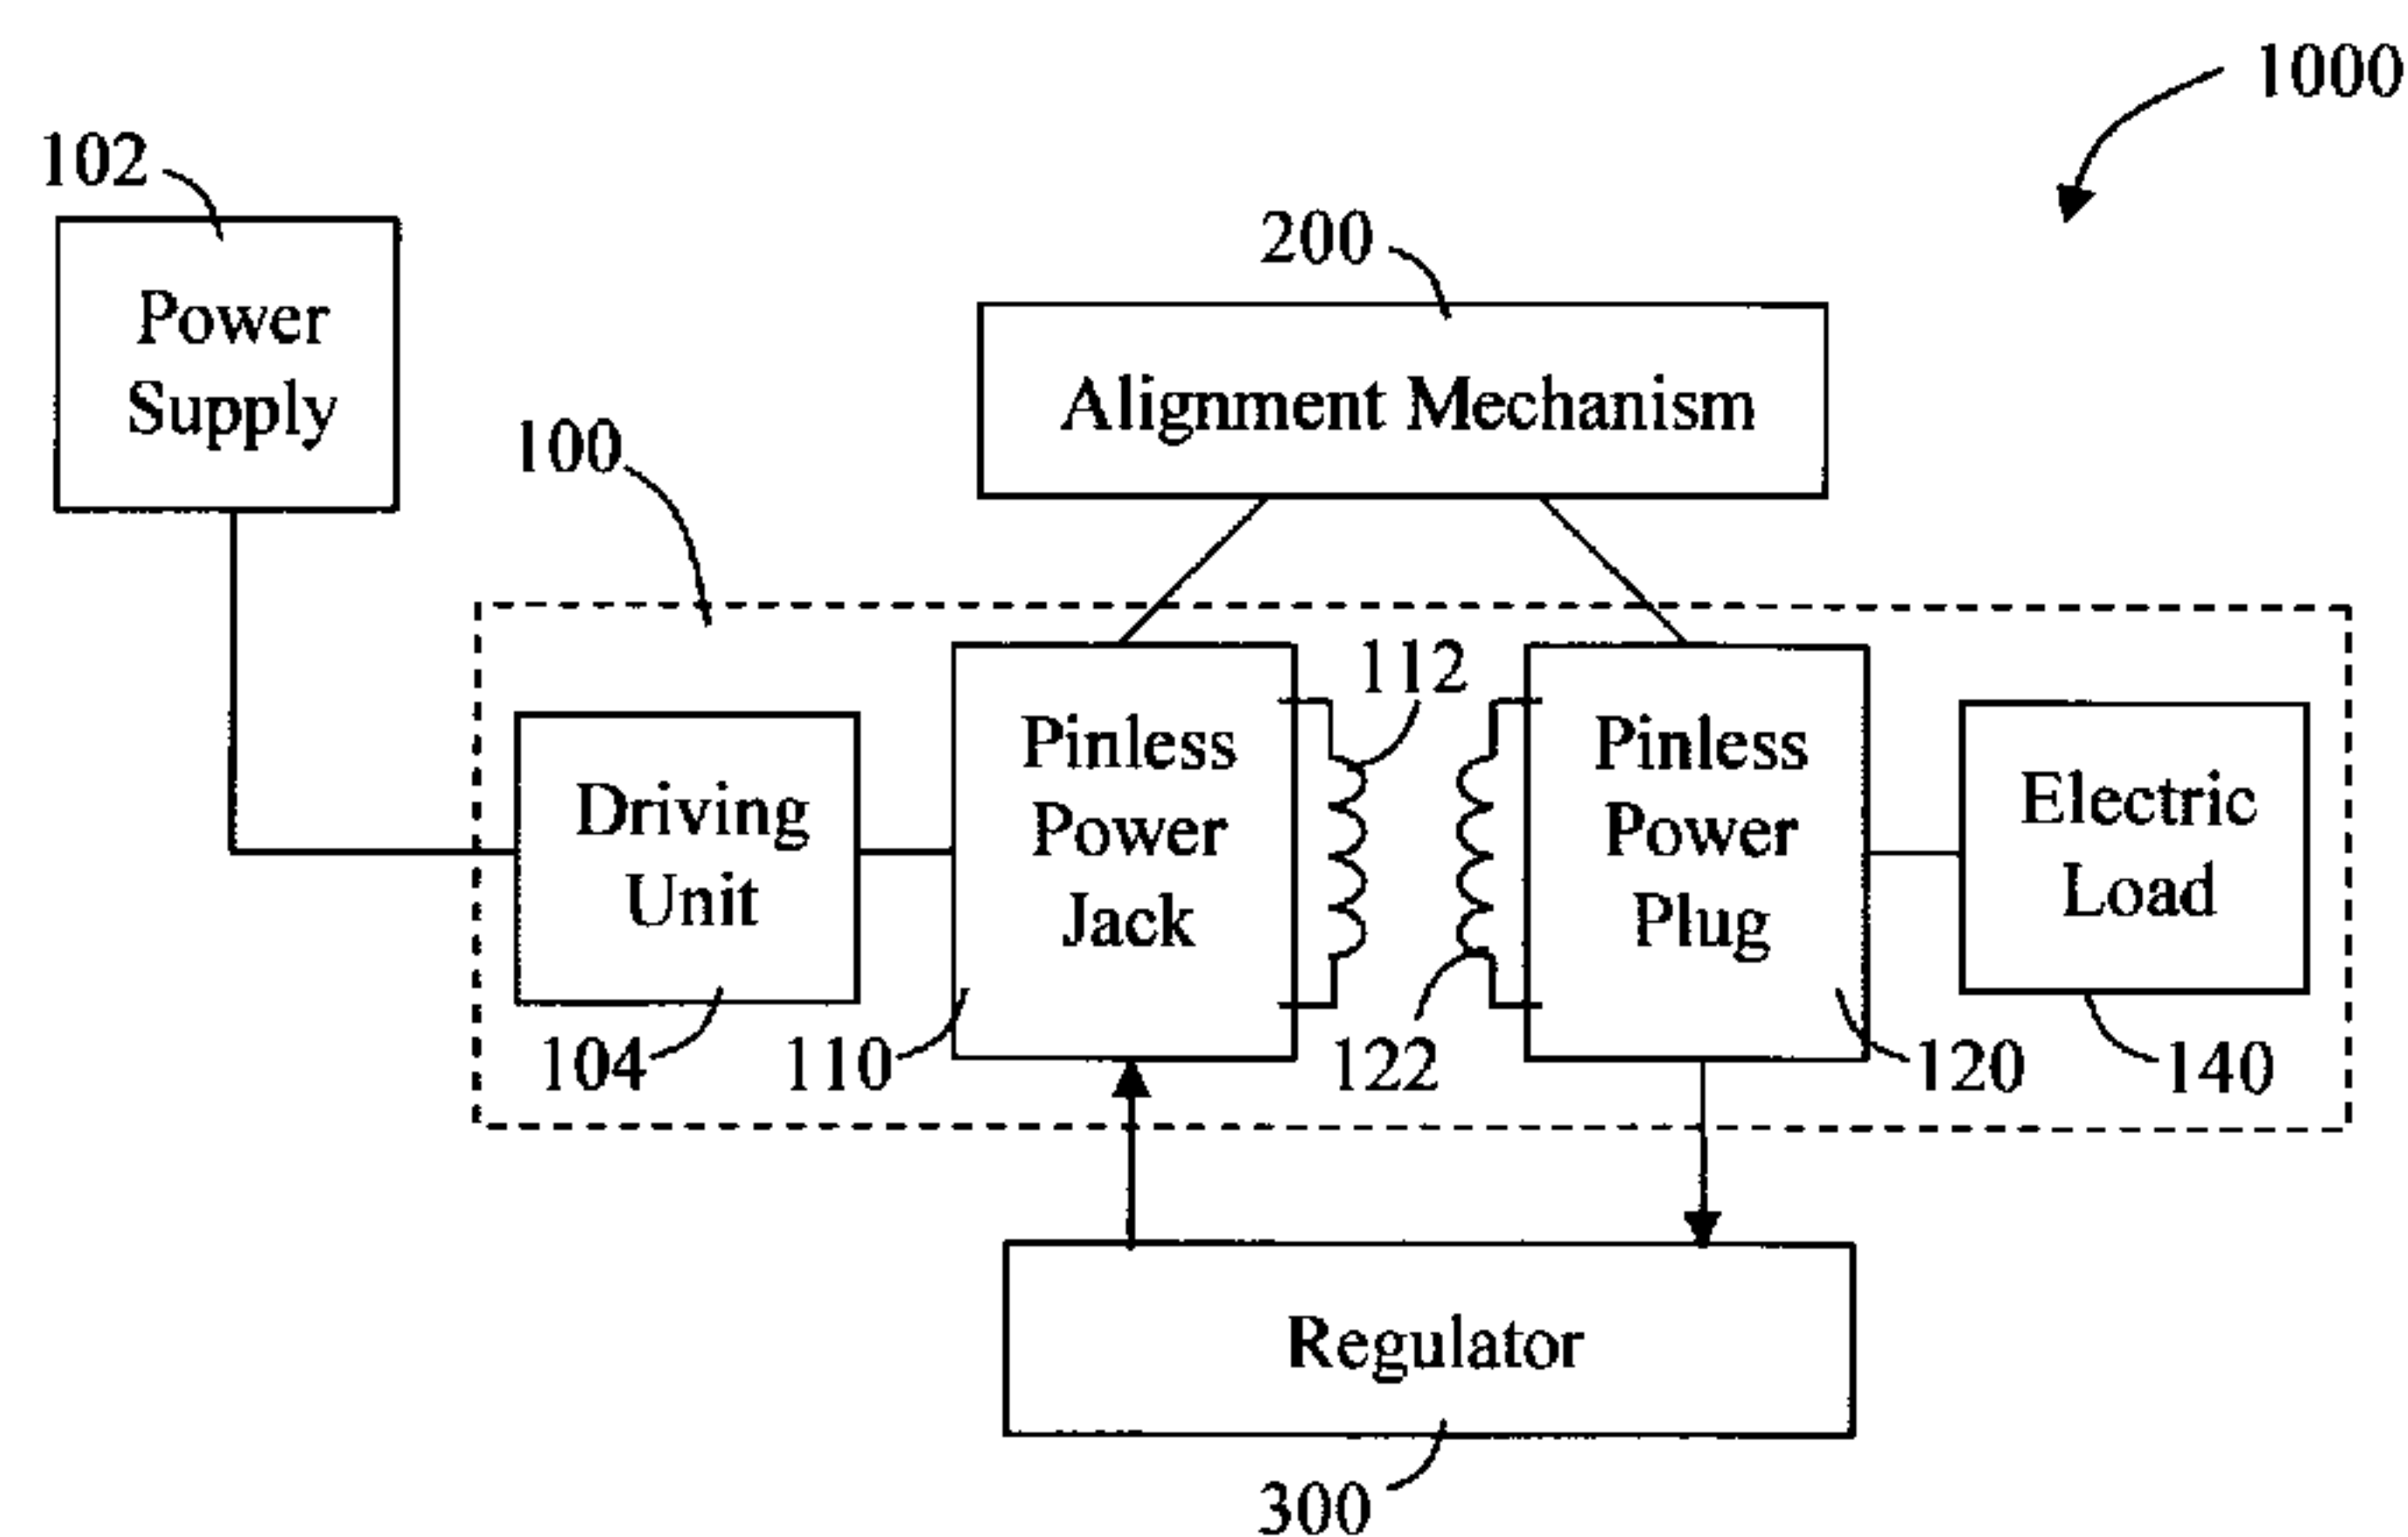 1000
102
200
Power
Supply
Alignment Mechanism
100
112
Pinless
Power
Jack
Pinless
Power
Plug
Driving
Unit
Electric
Load
104
110
122
120
140
Regulator
300